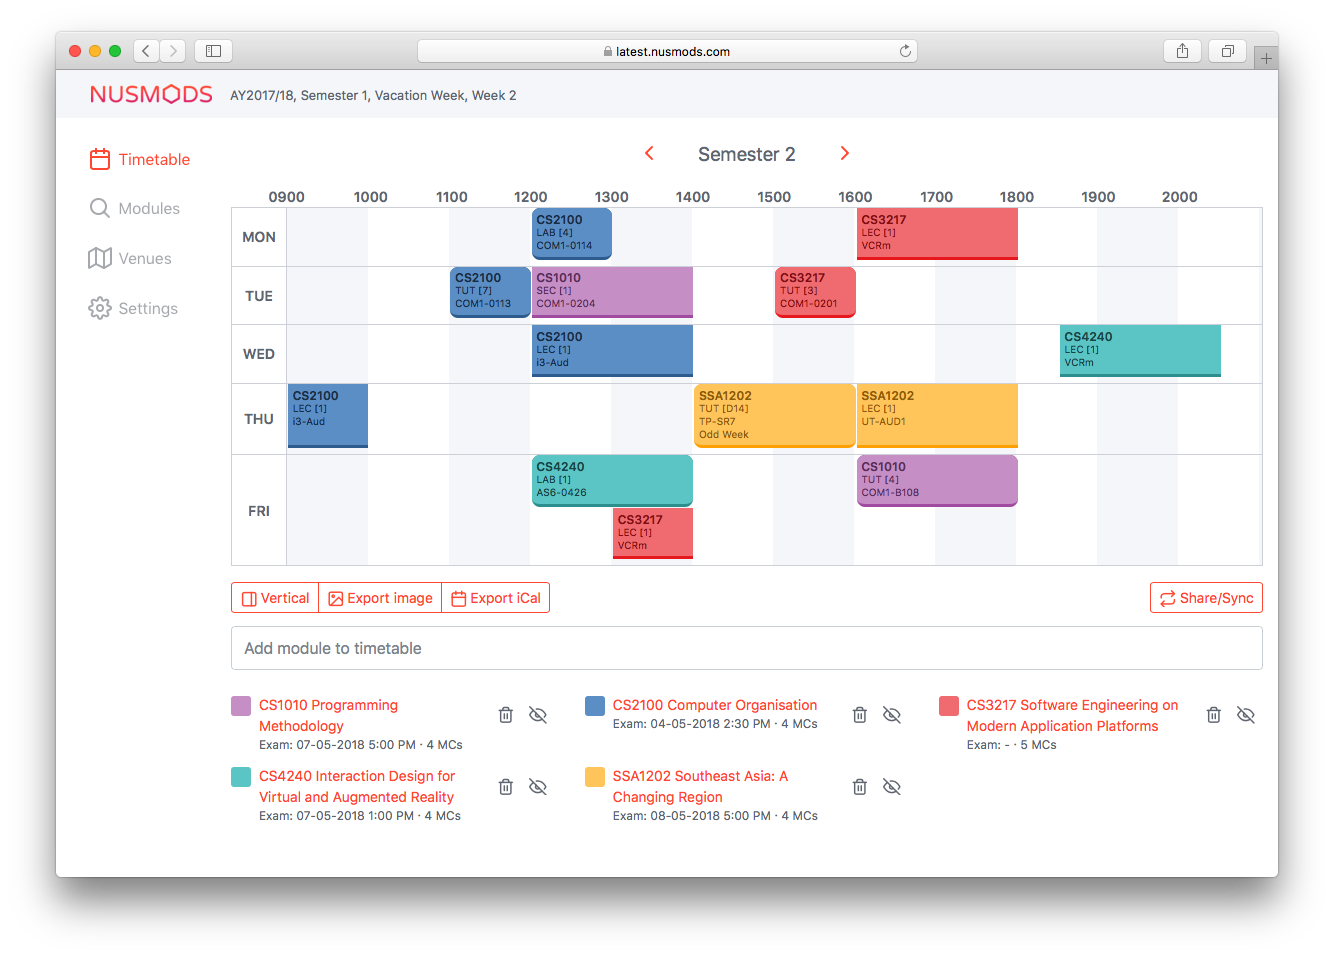 latest.nusmods.com
NUSMODS
AY2017/18, Semester 1, Vacation Week, Week 2
Timetable
Modules
Venues
Settings
Semester 2
0900 1000 1100 1200 1300 1400 1500 1600 1700 1800 1900 2000
MON
CS2100
LAB [4]
COM1-0114
CS3217
LEC [1]
VCRm
TUE
CS2100
TUT [7]
COM1-0113
CS1010
SEC [1]
COM1-0204
CS3217
TUT [3]
COM1-0201
WED
CS2100
LEC [1]
i3-Aud
CS4240
LEC [1]
VCRm
THU
CS2100
LEC [1]
i3-Aud
SSA1202
TUT [D14]
TP-SR7
Odd Week
SSA1202
LEC [1]
UT-AUD1
FRI
CS4240
LAB [1]
AS6-0426
CS3217
LEC [1]
VCRm
CS1010
TUT [4]
COM1-B108
Vertical
Export image
Export iCal
Share/Sync
Add module to timetable
CS1010 Programming
Methodology
Exam: 07-05-2018 5:00 PM · 4 MCs
CS2100 Computer Organisation
Exam: 04-05-2018 2:30 PM · 4 MCs
CS3217 Software Engineering on
Modern Application Platforms
Exam: - · 5 MCs
CS4240 Interaction Design for
Virtual and Augmented Reality
Exam: 07-05-2018 1:00 PM · 4 MCs
SSA1202 Southeast Asia: A
Changing Region
Exam: 08-05-2018 5:00 PM · 4 MCs